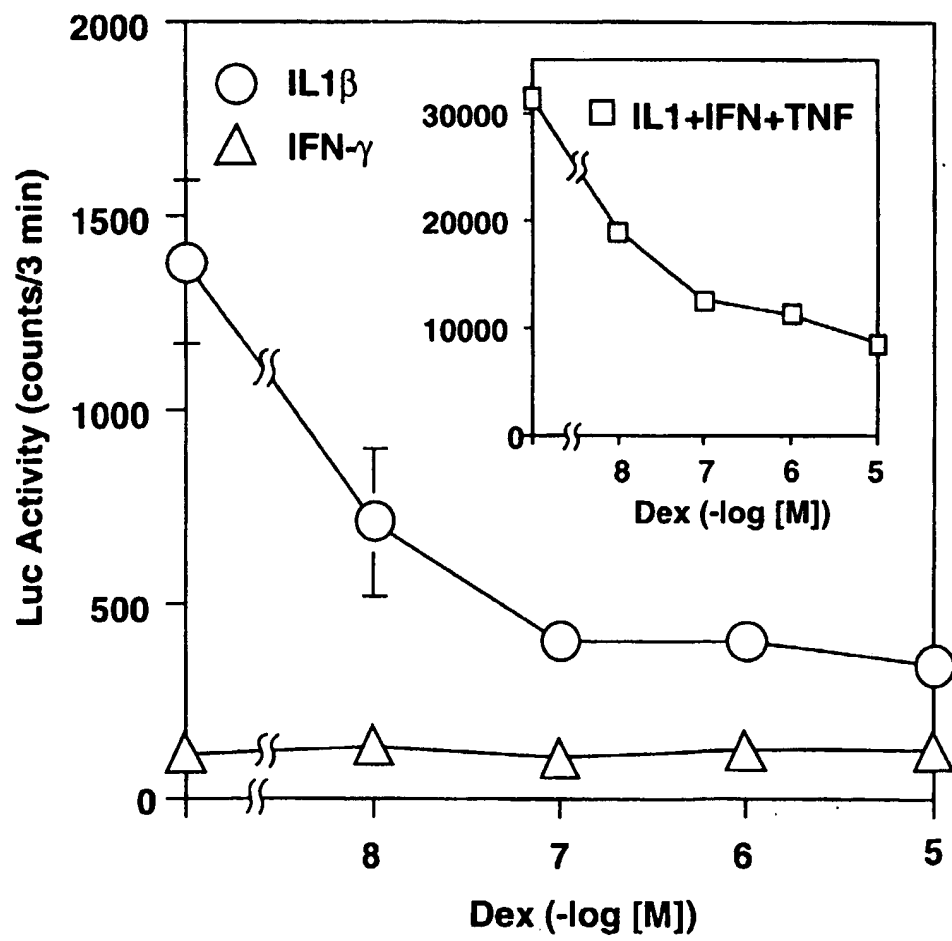 2000
1500
1000
500
0
Luc Activity (counts/3 min)
IL1β
IFN-γ
8
7
6
5
Dex (-log [M])
30000
20000
10000
0
IL1+IFN+TNF
8
7
6
5
Dex (-log [M])